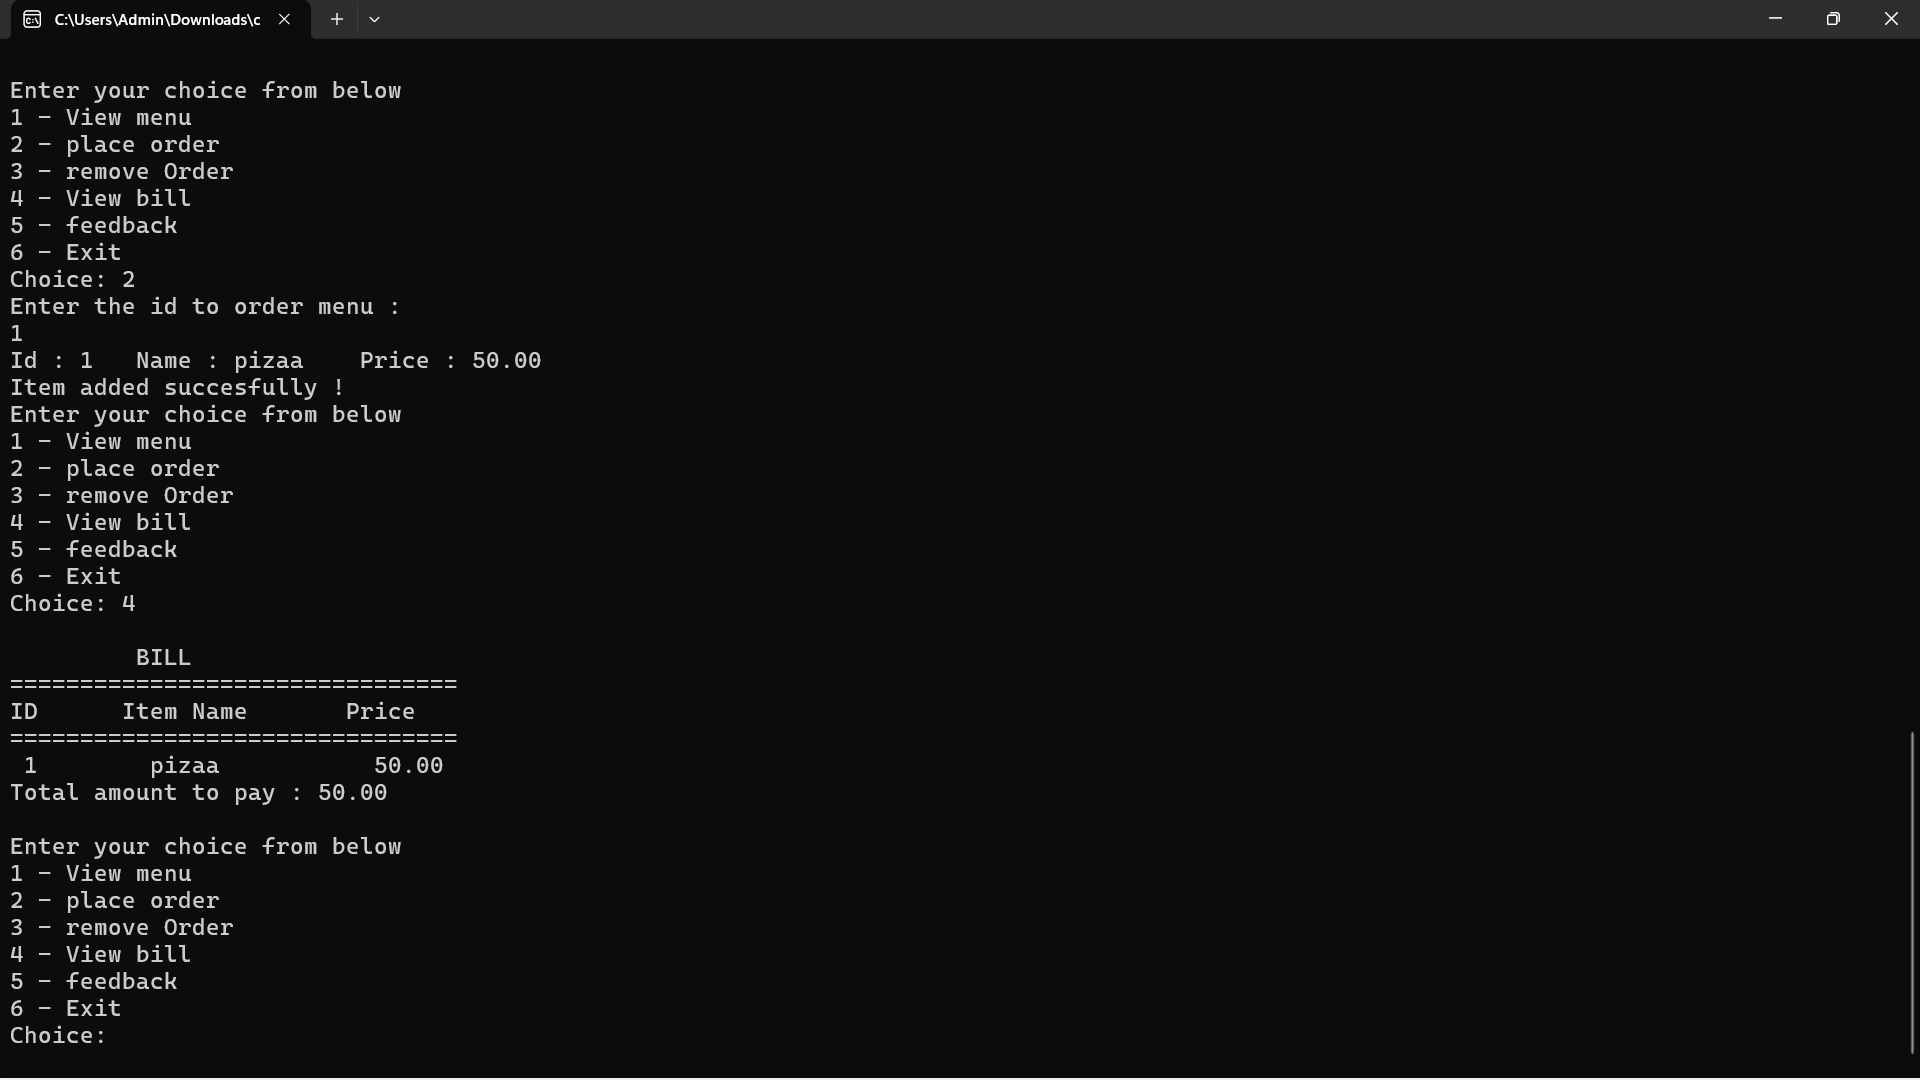 C:\Users\Admin\Downloads\c
Enter your choice from below
1 - View menu
2 - place order
3 - remove Order
4 - View bill
5 - feedback
6 - Exit
Choice: 2
Enter the id to order menu :
1
Id : 1   Name : pizaa    Price : 50.00
Item added succesfully !
Enter your choice from below
1 - View menu
2 - place order
3 - remove Order
4 - View bill
5 - feedback
6 - Exit
Choice: 4
BILL
================================
ID      Item Name       Price
================================
1        pizaa           50.00
Total amount to pay : 50.00
Enter your choice from below
1 - View menu
2 - place order
3 - remove Order
4 - View bill
5 - feedback
6 - Exit
Choice: